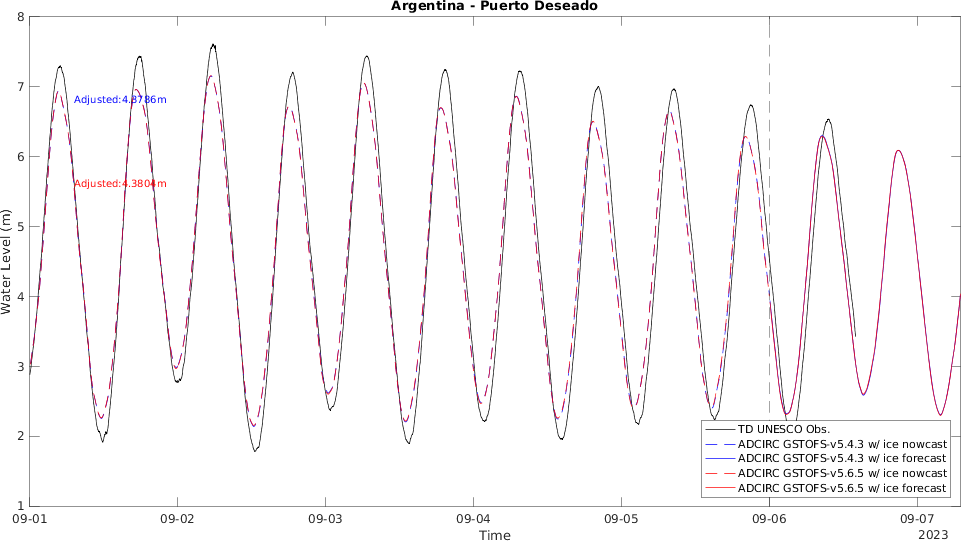 Argentina - Puerto Deseado
8
7
6
5
4
3
2
1
Water Level (m)
Adjusted:4.3786m
Adjusted:4.3804m
TD UNESCO Obs.
ADCIRC GSTOFS-v5.4.3 w/ ice nowcast
ADCIRC GSTOFS-v5.4.3 w/ ice forecast
ADCIRC GSTOFS-v5.6.5 w/ ice nowcast
ADCIRC GSTOFS-v5.6.5 w/ ice forecast
09-01 09-02 09-03 09-04 09-05 09-06 09-07
Time
2023